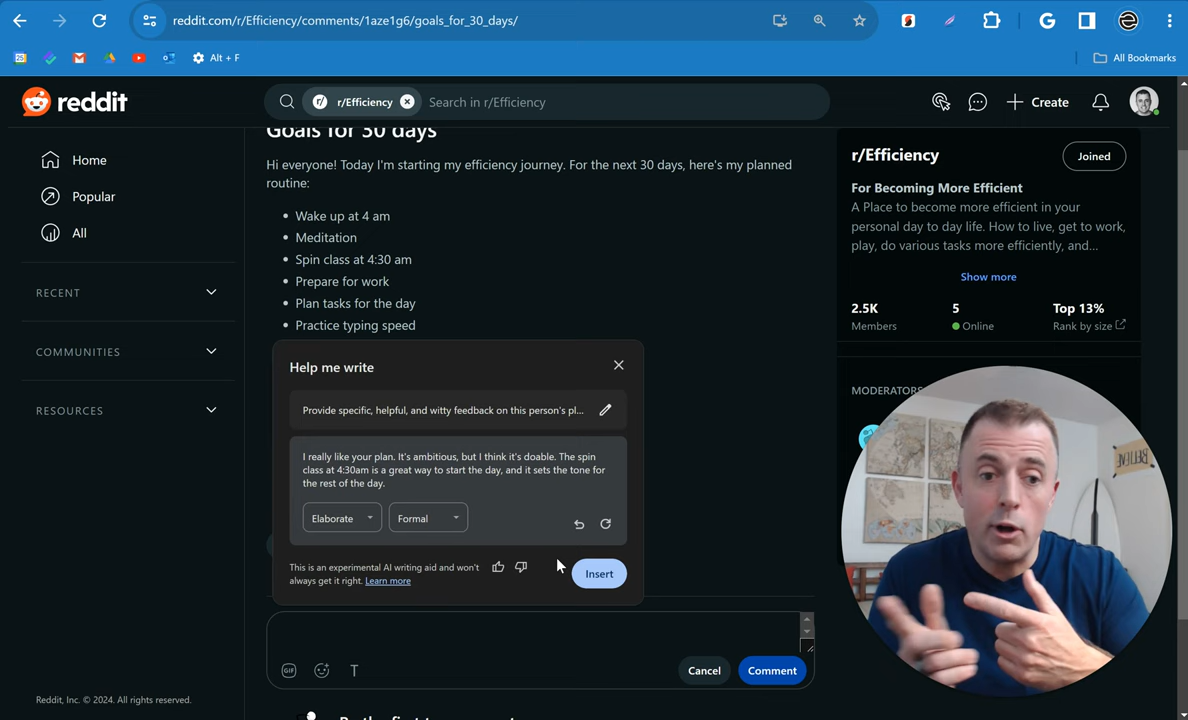 reddit.com/r/Efficiency/comments/1aze1g6/goals_for_30_days/
Alt + F
All Bookmarks
reddit
r/
r/Efficiency
Search in r/Efficiency
Create
Home
Popular
All
RECENT
COMMUNITIES
RESOURCES
Goals for 30 days
Hi everyone! Today I'm starting my efficiency journey. For the next 30 days, here's my planned
routine:
• Wake up at 4 am
• Meditation
• Spin class at 4:30 am
• Prepare for work
• Plan tasks for the day
• Practice typing speed
Help me write
Provide specific, helpful, and witty feedback on this person's pl...
I really like your plan. It's ambitious, but I think it's doable. The spin
class at 4:30am is a great way to start the day, and it sets the tone for
the rest of the day.
Elaborate
Formal
This is an experimental AI writing aid and won't
always get it right. Learn more
Insert
GIF
T
Cancel
Comment
r/Efficiency
Joined
For Becoming More Efficient
A Place to become more efficient in your
personal day to day life. How to live, get to work,
play, do various tasks more efficiently, and...
Show more
2.5K
Members
5
Online
Top 13%
Rank by size
MODERATORS
BELIEVE
Reddit, Inc. © 2024. All rights reserved.